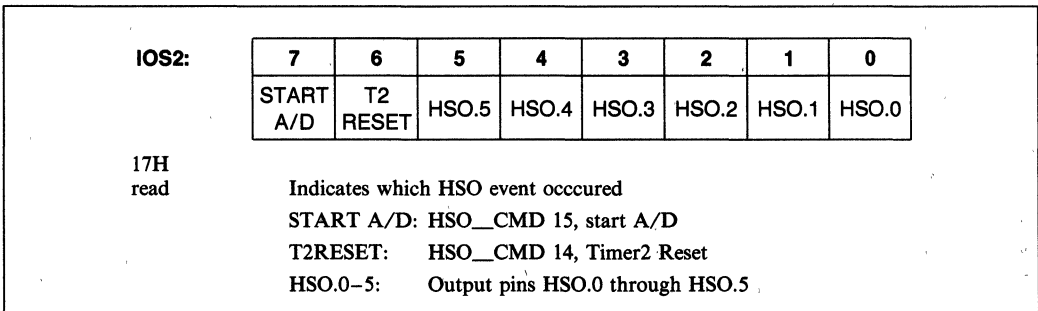 IOS2: 7 6 5 4 3 2 1 0
START A/D T2 RESET HSO.5 HSO.4 HSO.3 HSO.2 HSO.1 HSO.0
17H
read Indicates which HSO event occcured
START A/D: HSO__CMD 15, start A/D
T2RESET: HSO__CMD 14, Timer2 Reset
HSO.0–5: Output pins HSO.0 through HSO.5